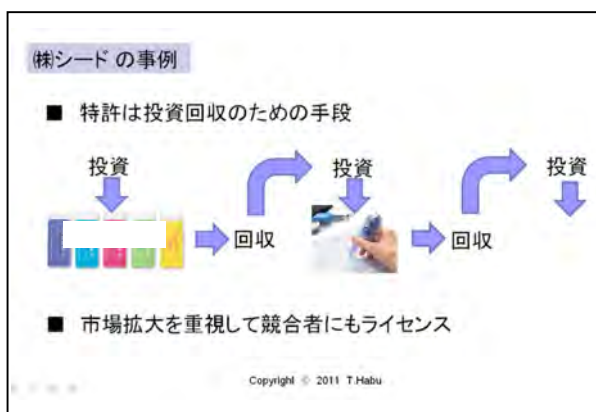 ㈱シード の事例
■ 特許は投資回収のための手段
投資
回収
投資
回収
投資
■ 市場拡大を重視して競合者にもライセンス
Copyright © 2011 T.Habu